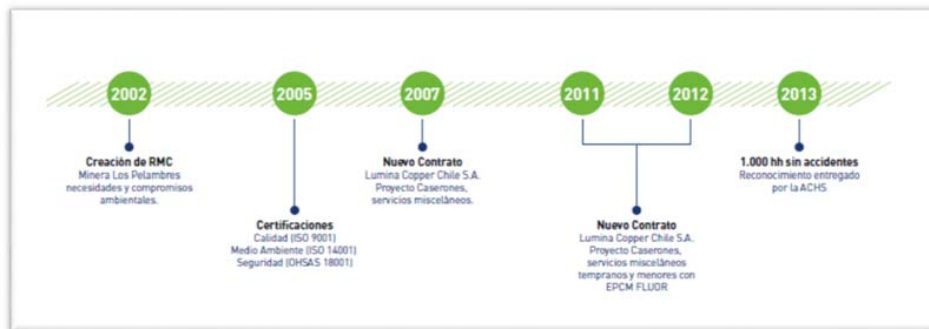 2002
2005
2007
2011
2012
2013
Creación de RMC
Minera Los Pelambres
necesidades y compromisos
ambientales.
Certificaciones
Calidad (ISO 9001)
Medio Ambiente (ISO 14001)
Seguridad (OHSAS 18001)
Nuevo Contrato
Lumina Copper Chile S.A.
Proyecto Caserones,
servicios misceláneos.
Nuevo Contrato
Lumina Copper Chile S.A.
Proyecto Caserones,
servicios misceláneos
tempranos y menores con
EPCM FLUOR
1.000 hh sin accidentes
Reconocimiento entregado
por la ACHS